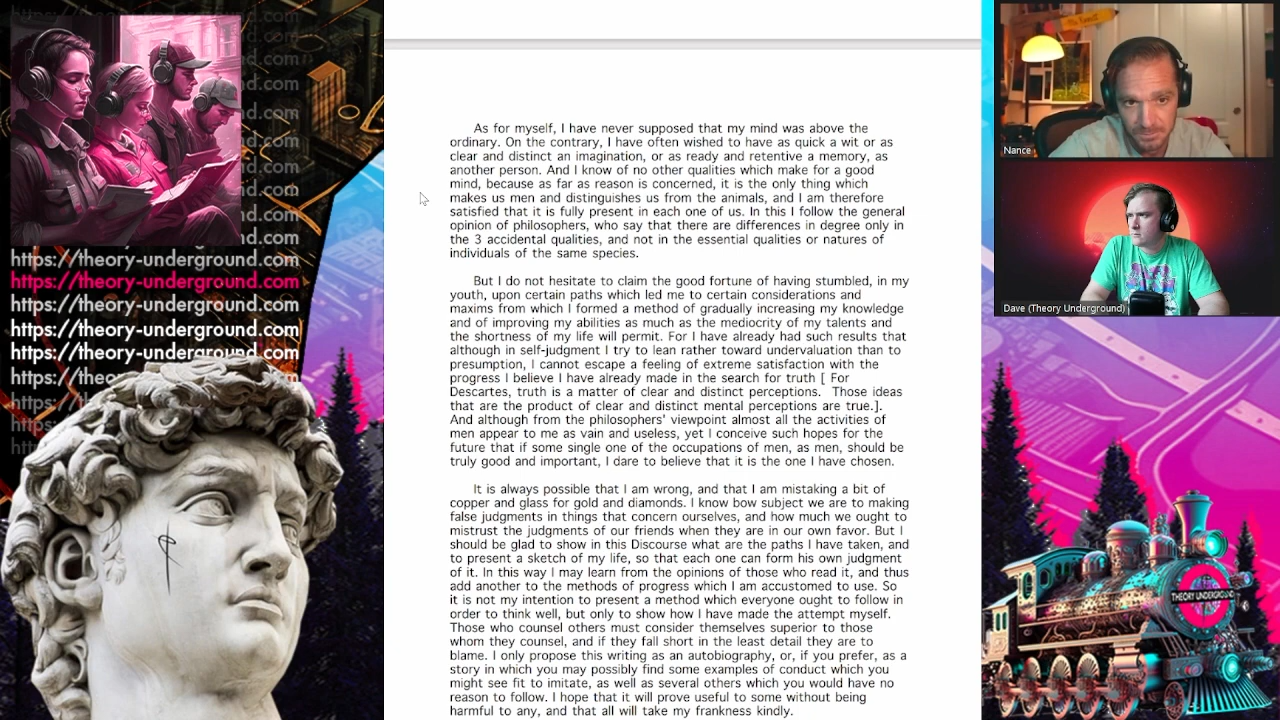 https://theory-underground.com
https://theory-underground.com
https://theory-underground.com
https://theory-underground.com
As for myself, I have never supposed that my mind was above the
ordinary. On the contrary, I have often wished to have as quick a wit or as
clear and distinct an imagination, or as ready and retentive a memory, as
another person. And I know of no other qualities which make for a good
mind, because as far as reason is concerned, it is the only thing which
makes us men and distinguishes us from the animals, and I am therefore
satisfied that it is fully present in each one of us. In this I follow the general
opinion of philosophers, who say that there are differences in degree only in
the 3 accidental qualities, and not in the essential qualities or natures of
individuals of the same species.
But I do not hesitate to claim the good fortune of having stumbled, in my
youth, upon certain paths which led me to certain considerations and
maxims from which I formed a method of gradually increasing my knowledge
and of improving my abilities as much as the mediocrity of my talents and
the shortness of my life will permit. For I have already had such results that
although in self-judgment I try to lean rather toward undervaluation than to
presumption, I cannot escape a feeling of extreme satisfaction with the
progress I believe I have already made in the search for truth [ For
Descartes, truth is a matter of clear and distinct perceptions. Those ideas
that are the product of clear and distinct mental perceptions are true.].
And although from the philosophers' viewpoint almost all the activities of
men appear to me as vain and useless, yet I conceive such hopes for the
future that if some single one of the occupations of men, as men, should be
truly good and important, I dare to believe that it is the one I have chosen.
It is always possible that I am wrong, and that I am mistaking a bit of
copper and glass for gold and diamonds. I know bow subject we are to making
false judgments in things that concern ourselves, and how much we ought to
mistrust the judgments of our friends when they are in our own favor. But I
should be glad to show in this Discourse what are the paths I have taken, and
to present a sketch of my life, so that each one can form his own judgment
of it. In this way I may learn from the opinions of those who read it, and thus
add another to the methods of progress which I am accustomed to use. So
it is not my intention to present a method which everyone ought to follow in
order to think well, but only to show how I have made the attempt myself.
Those who counsel others must consider themselves superior to those
whom they counsel, and if they fall short in the least detail they are to
blame. I only propose this writing as an autobiography, or, if you prefer, as a
story in which you may possibly find some examples of conduct which you
might see fit to imitate, as well as several others which you would have no
reason to follow. I hope that it will prove useful to some without being
harmful to any, and that all will take my frankness kindly.
Nance
Dave (Theory Underground)
THEORY UNDERGROUND